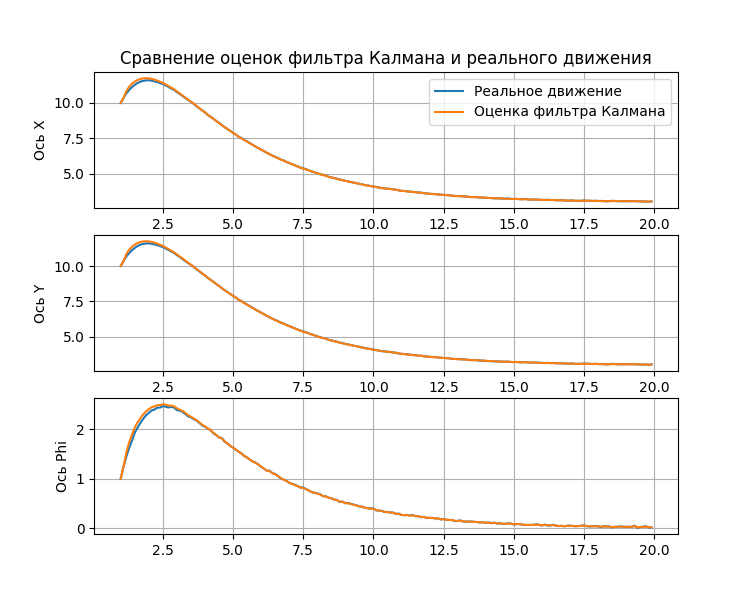 Сравнение оценок фильтра Калмана и реального движения
Ось X
10.0
7.5
5.0
Реальное движение
Оценка фильтра Калмана
2.5 5.0 7.5 10.0 12.5 15.0 17.5 20.0
Ось Y
10.0
7.5
5.0
2.5 5.0 7.5 10.0 12.5 15.0 17.5 20.0
Ось Phi
2
1
0
2.5 5.0 7.5 10.0 12.5 15.0 17.5 20.0